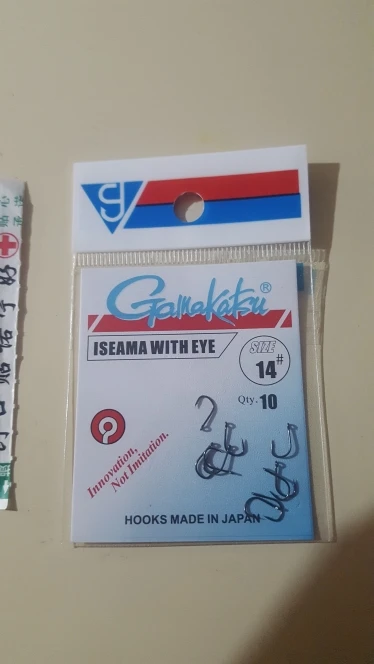 Gamakatsu®
ISEAMA WITH EYE
SIZE
14#
Qty. 10
Innovation,
Not Imitation.
HOOKS MADE IN JAPAN